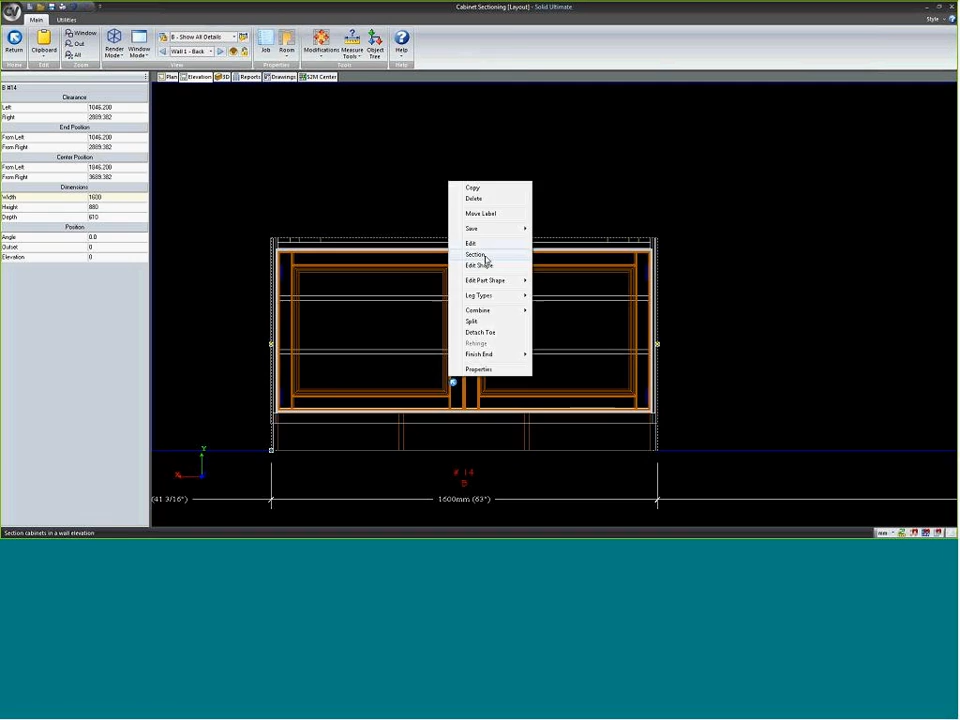 Cabinet Sectioning [Layout] - Solid Ultimate
Main Utilities
Style
Return
Clipboard
Window
Out
All
Render Mode
Window Mode
B - Show All Details
Wall 1 - Back
Job
Room
Modifications
Measure Tools
Object Tree
Help
Home Edit Zoom View Properties Tools Help
Plan Elevation 3D Reports Drawings S2M Center
B #14
Clearance
Left 1046.200
Right 2889.382
End Position
From Left 1046.200
From Right 2889.382
Center Position
From Left 1846.200
From Right 3689.382
Dimensions
Width 1600
Height 880
Depth 610
Position
Angle 0.0
Outset 0
Elevation 0
Copy
Delete
Move Label
Save
Edit
Section
Edit Shape
Edit Part Shape
Leg Types
Combine
Split
Detach Toe
Rehinge
Finish End
Properties
Y
X
# 14
B
(41 3/16") 1600mm (63")
Section cabinets in a wall elevation
mm